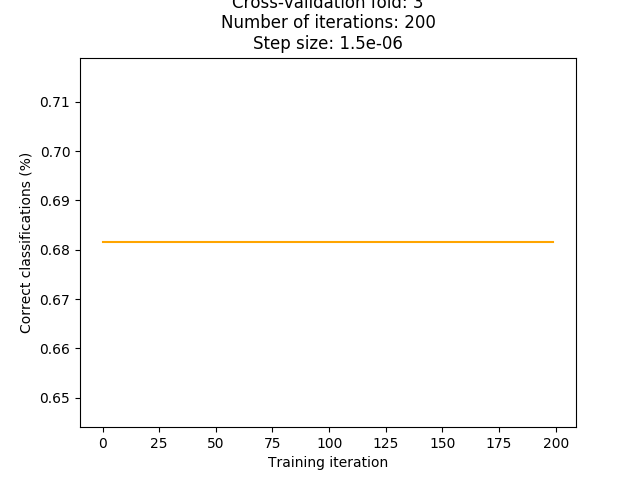 Cross-validation fold: 3
Number of iterations: 200
Step size: 1.5e-06
0.71
0.70
0.69
0.68
0.67
0.66
0.65
Correct classifications (%)
0 25 50 75 100 125 150 175 200
Training iteration